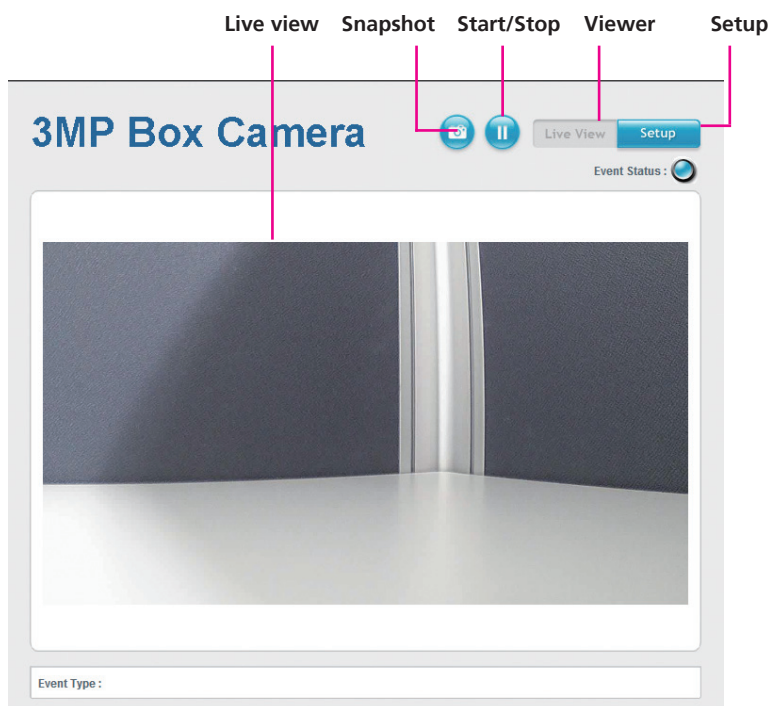 Live view Snapshot Start/Stop Viewer Setup
3MP Box Camera
Live View Setup
Event Status :
Event Type :